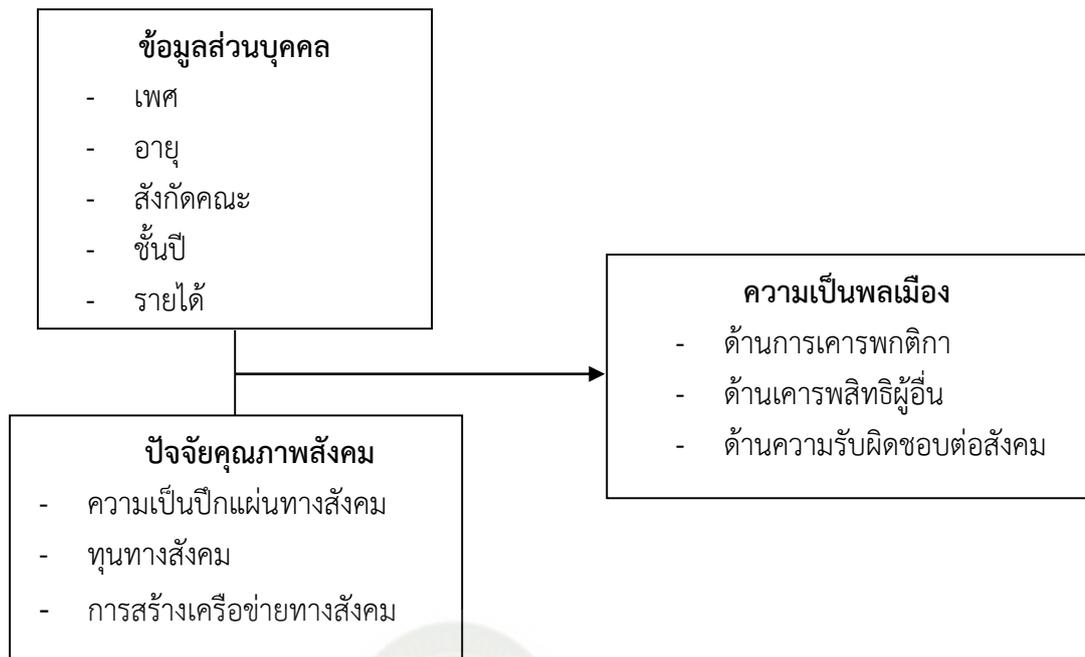 ข้อมูลส่วนบุคคล
- เพศ
- อายุ
- สังกัดคณะ
- ชั้นปี
- รายได้
ความเป็นพลเมือง
- ด้านการเคารพกติกา
- ด้านเคารพสิทธิผู้อื่น
- ด้านความรับผิดชอบต่อสังคม
ปัจจัยคุณภาพสังคม
- ความเป็นปึกแผ่นทางสังคม
- ทุนทางสังคม
- การสร้างเครือข่ายทางสังคม